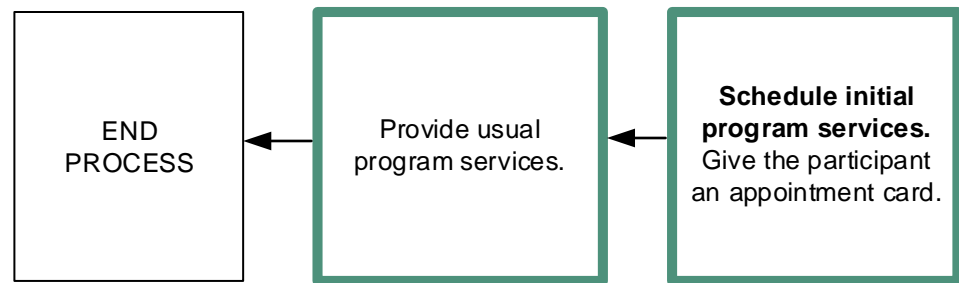 END
PROCESS
Provide usual
program services.
Schedule initial
program services.
Give the participant
an appointment card.